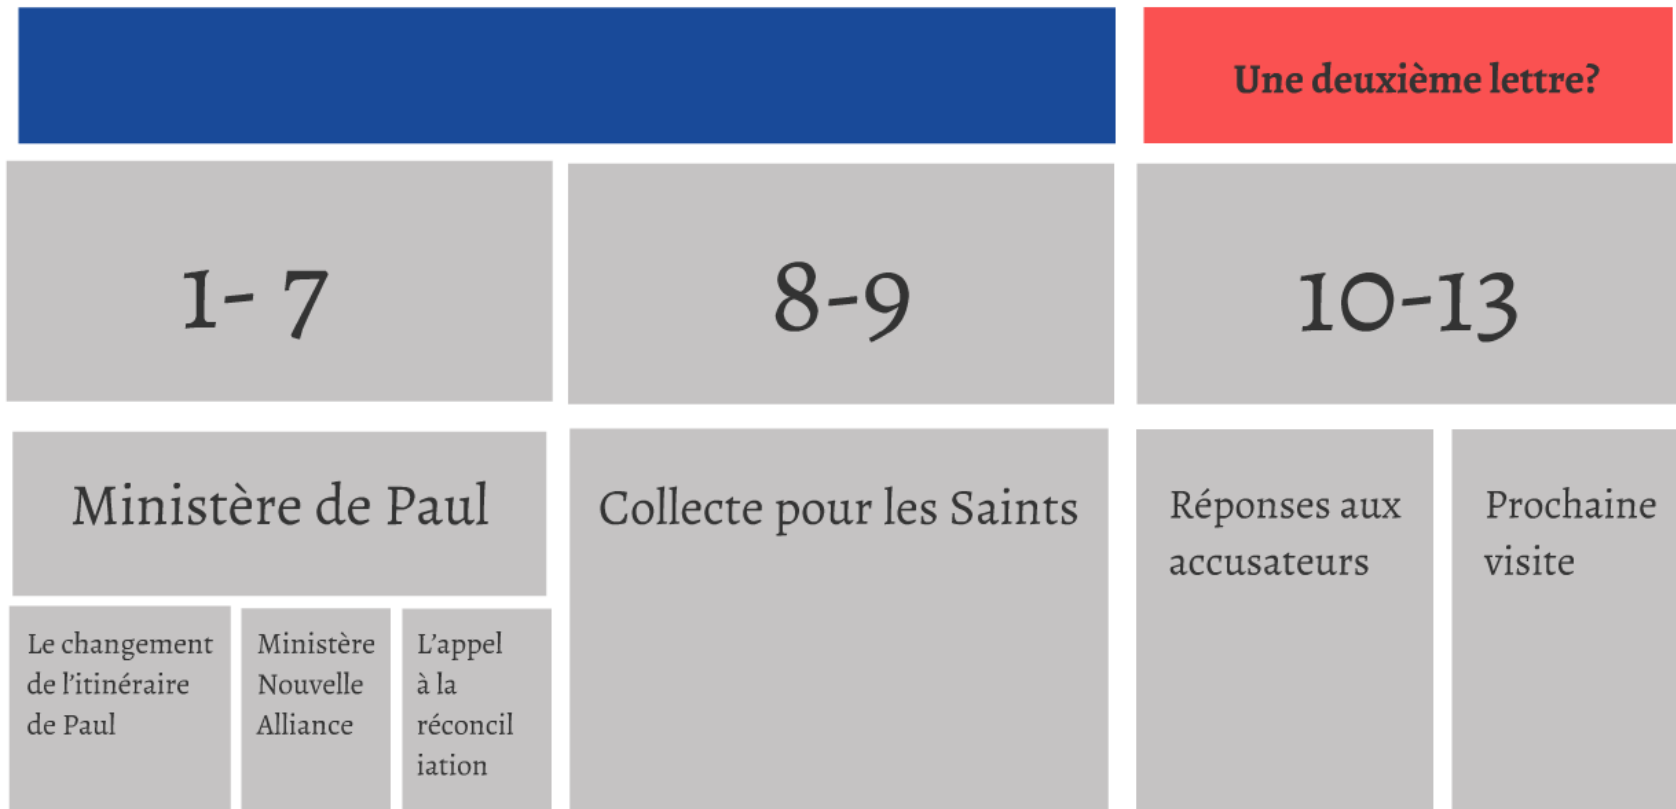 Une deuxième lettre?
1- 7
8-9
10-13
Ministère de Paul
Collecte pour les Saints
Réponses aux
accusateurs
Prochaine
visite
Le changement
de l'itinéraire
de Paul
Ministère
Nouvelle
Alliance
L'appel
à la
réconcil
iation